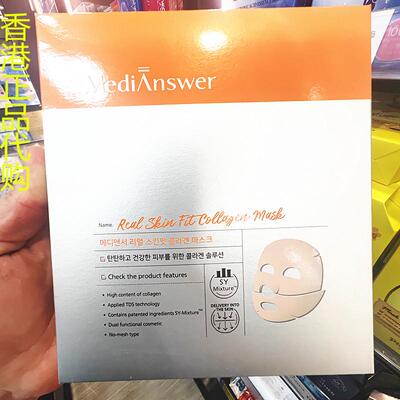 香港正品代购
MediAnswer
Name. Real Skin Fit Collagen Mask
메디앤서 리얼 스킨핏 콜라겐 마스크
탄탄하고 건강한 피부를 위한 콜라겐 솔루션
Check the product features
• High content of collagen
• Applied TDS technology
• Contains patented ingredients SY-Mixture™
• Dual functional cosmetic
• No-mesh type
SY
Mixture™
DELIVERY INTO
THE SKIN